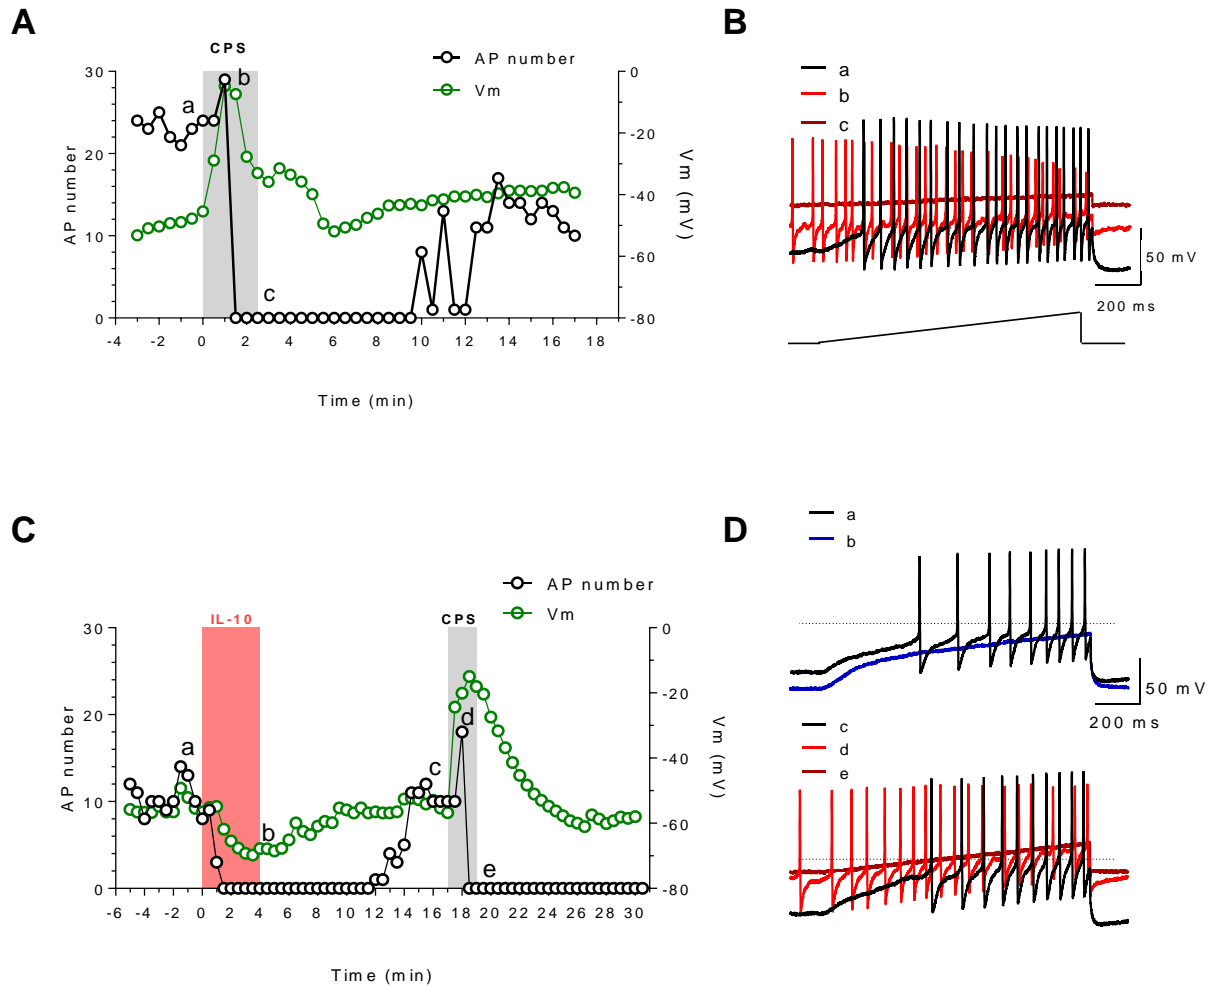 A
B
CPS
AP number
Vm
a
b
c
30
20
10
0
AP number
0
-20
-40
-60
-80
Vm (mV)
-4 -2 0 2 4 6 8 10 12 14 16 18
Time (min)
a
b
c
50 mV
200 ms
C
D
AP number
Vm
IL-10
CPS
a
b
c
d
e
30
20
10
0
AP number
0
-20
-40
-60
-80
Vm (mV)
-6 -4 -2 0 2 4 6 8 10 12 14 16 18 20 22 24 26 28 30
Time (min)
a
b
50 mV
200 ms
c
d
e